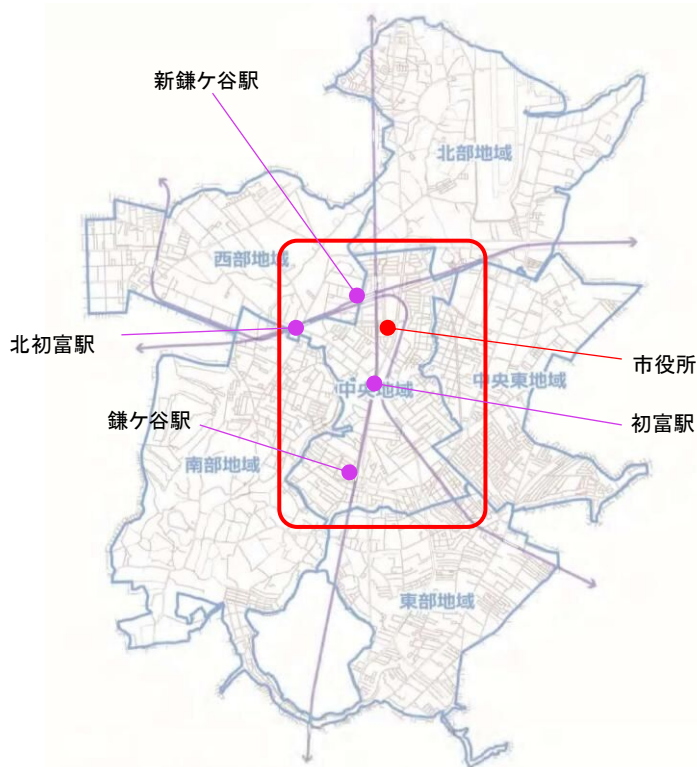 新鎌ケ谷駅
北部地域
西部地域
北初富駅
市役所
中央地域
中央東地域
初富駅
鎌ケ谷駅
南部地域
東部地域